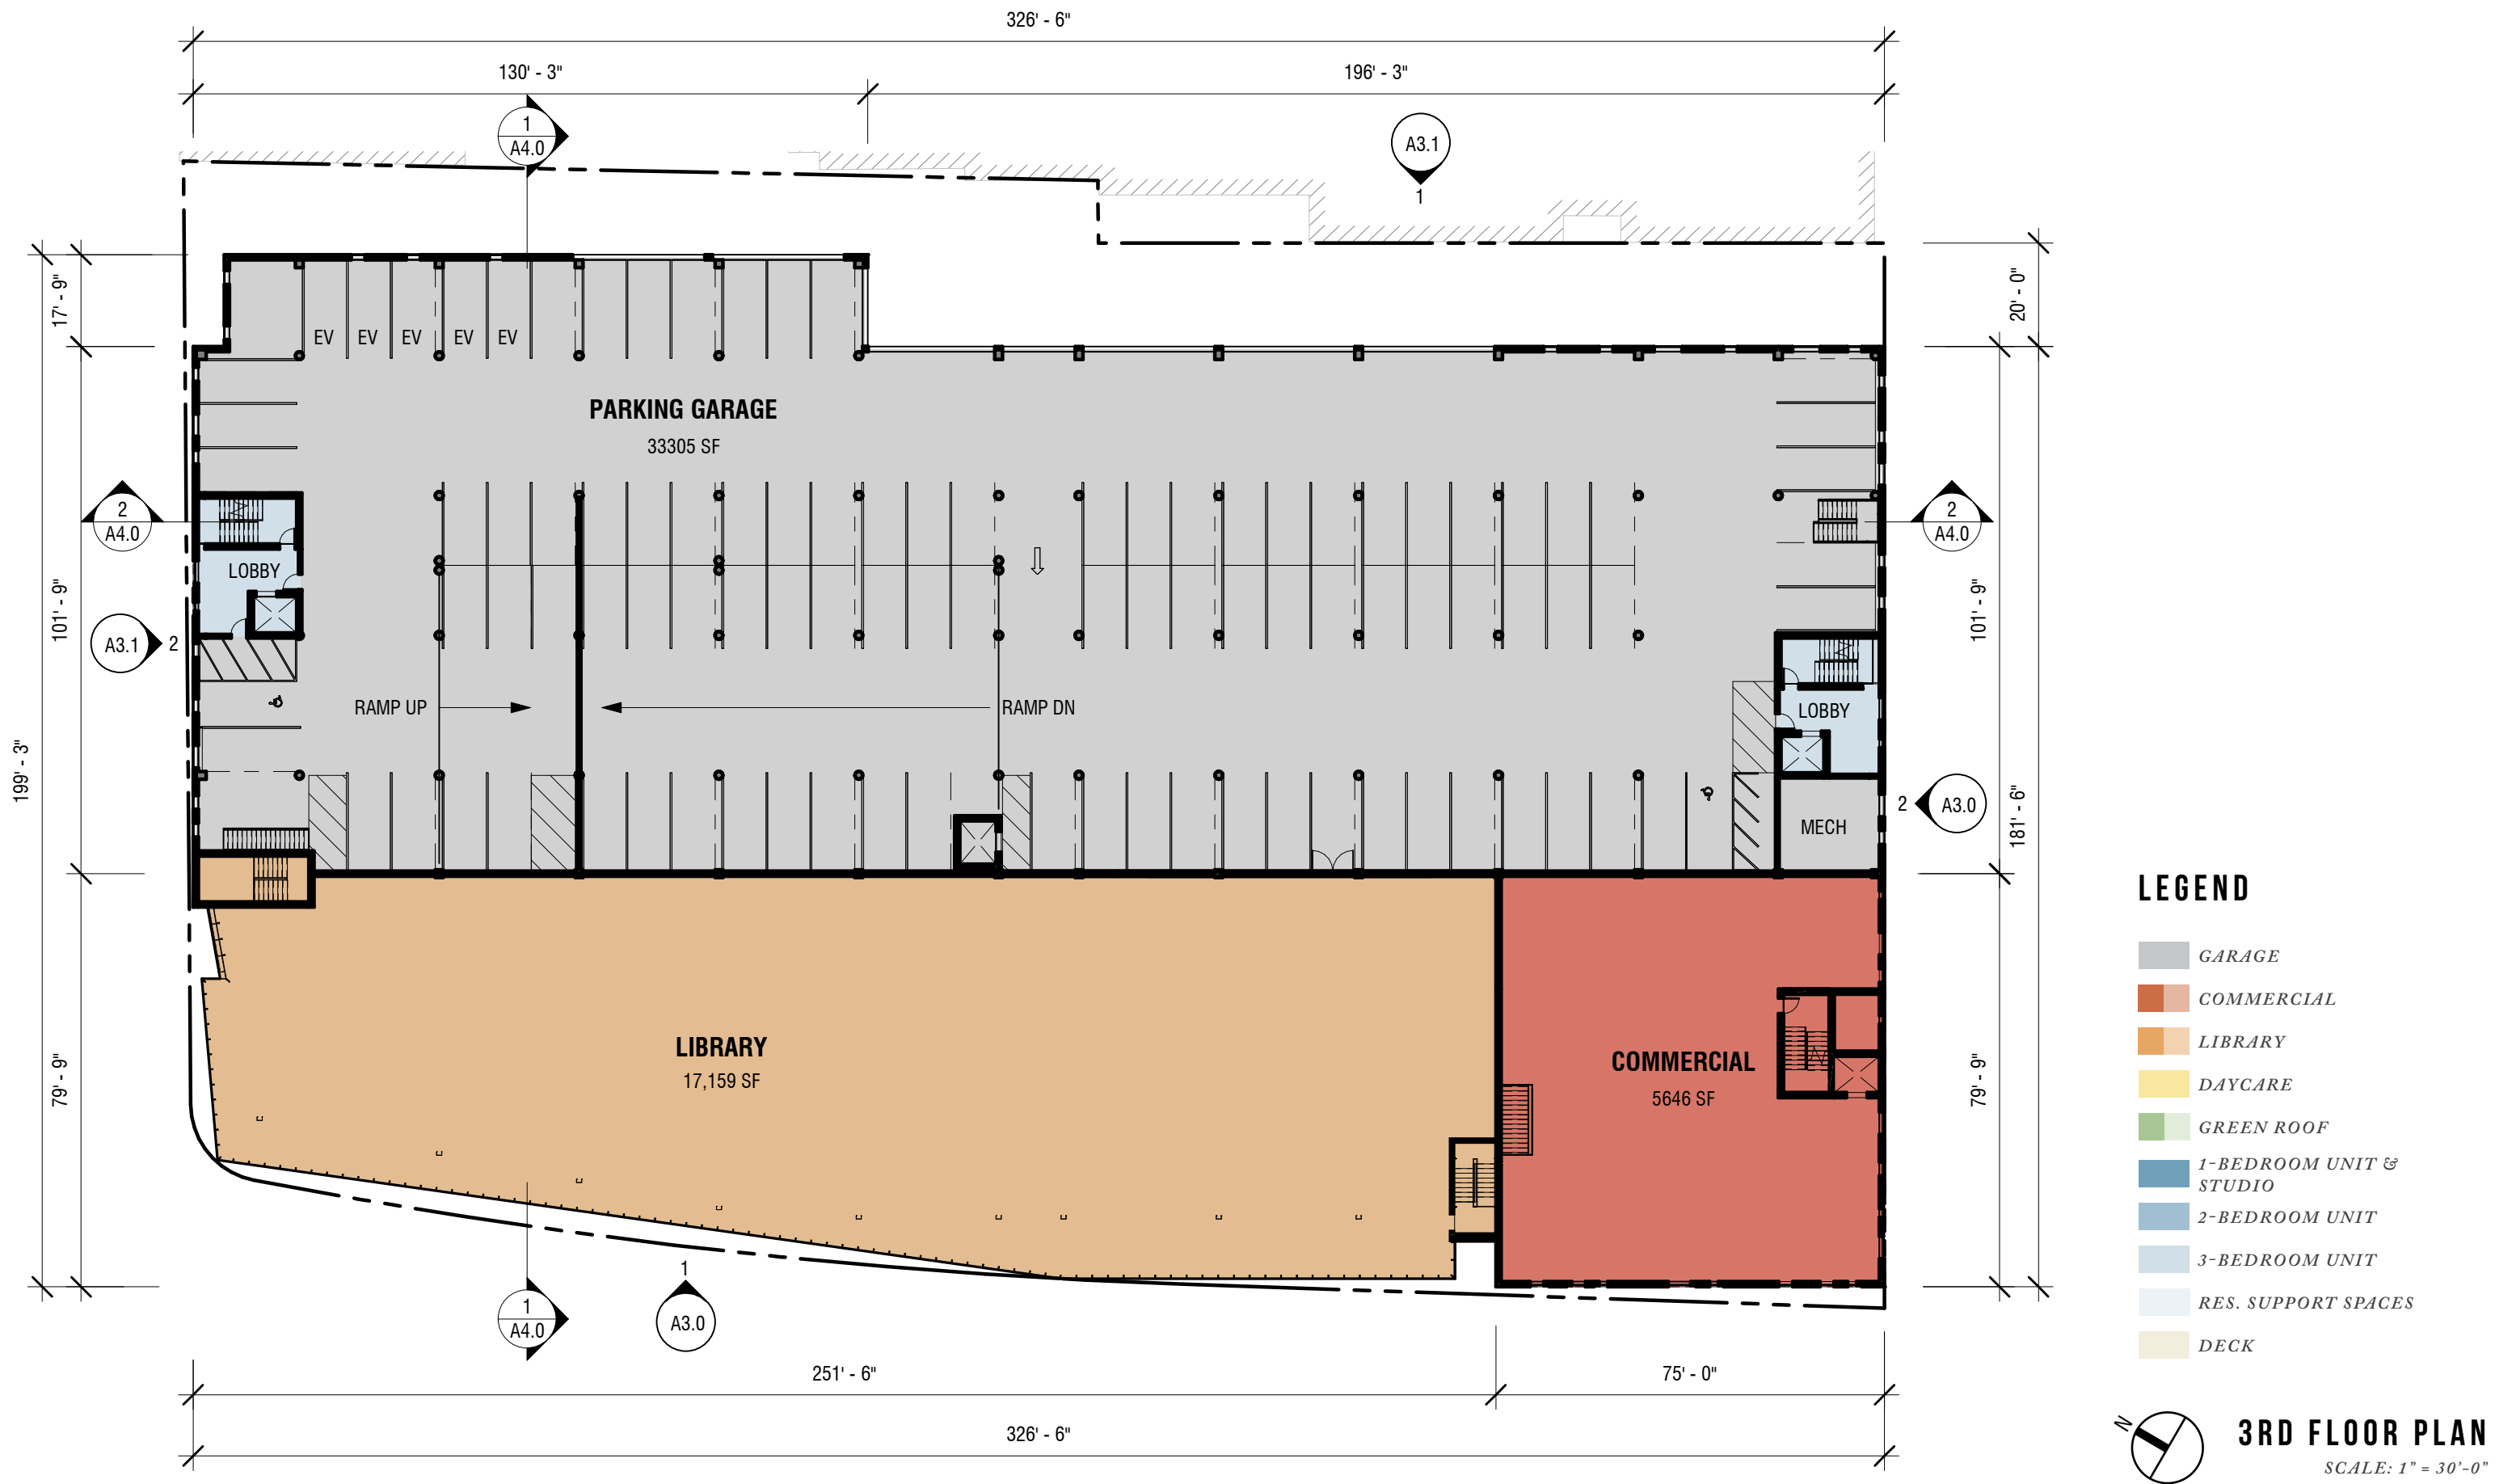 326' - 6"
130' - 3"
196' - 3"
1
A4.0
A3.1
1
17' - 9"
20' - 0"
EV
EV
EV
EV
EV
PARKING GARAGE
33305 SF
2
A4.0
2
A4.0
LOBBY
101' - 9"
101' - 9"
A3.1
2
RAMP UP
RAMP DN
LOBBY
199' - 3"
2
A3.0
MECH
181' - 6"
LIBRARY
17,159 SF
COMMERCIAL
5646 SF
79' - 9"
79' - 9"
1
A4.0
1
A3.0
251' - 6"
75' - 0"
326' - 6"
LEGEND
GARAGE
COMMERCIAL
LIBRARY
DAYCARE
GREEN ROOF
1-BEDROOM UNIT &
STUDIO
2-BEDROOM UNIT
3-BEDROOM UNIT
RES. SUPPORT SPACES
DECK
N
3RD FLOOR PLAN
SCALE: 1" = 30'-0"